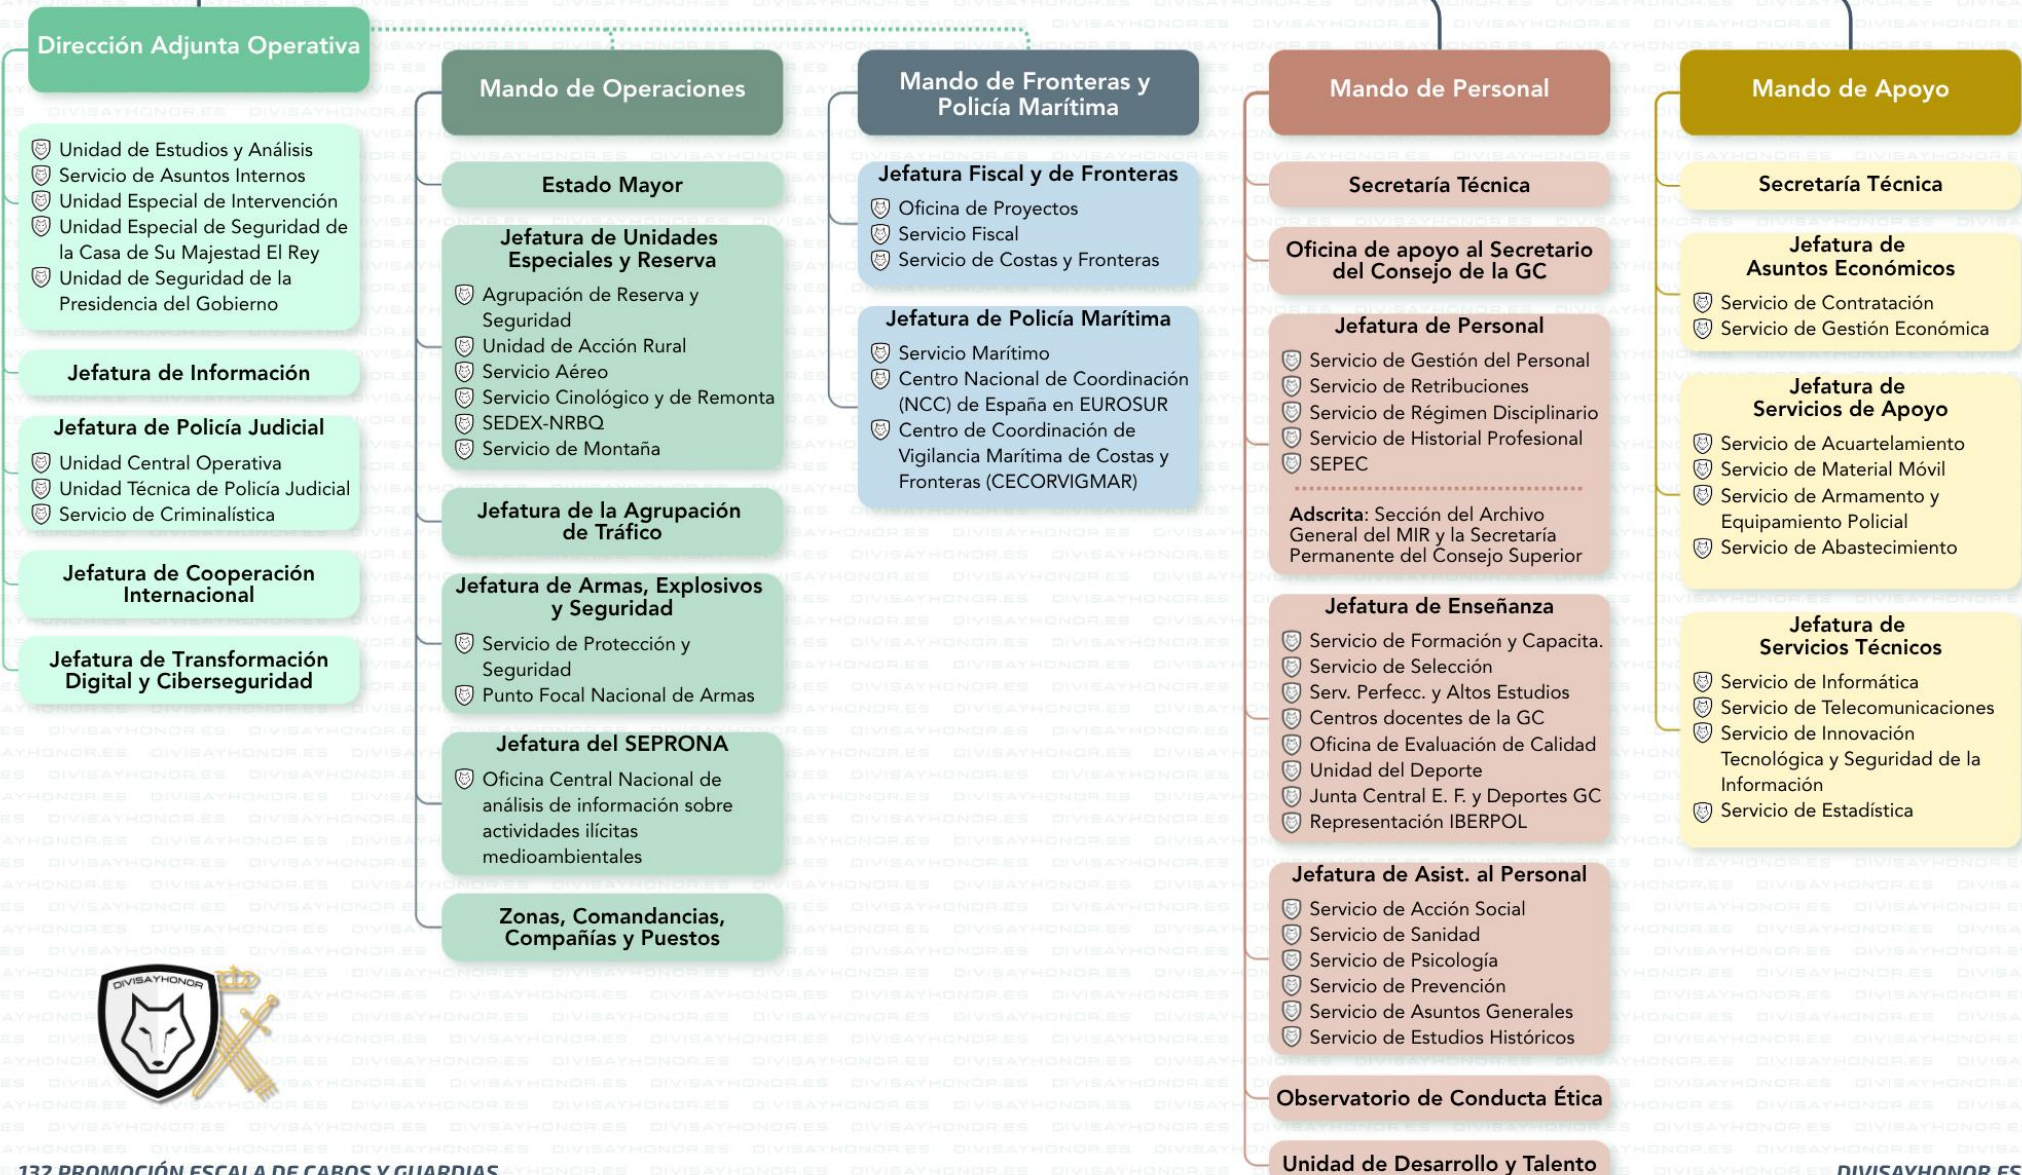 Dirección Adjunta Operativa
Unidad de Estudios y Análisis
Servicio de Asuntos Internos
Unidad Especial de Intervención
Unidad Especial de Seguridad de
la Casa de Su Majestad El Rey
Unidad de Seguridad de la
Presidencia del Gobierno
Jefatura de Información
Jefatura de Policía Judicial
Unidad Central Operativa
Unidad Técnica de Policía Judicial
Servicio de Criminalística
Jefatura de Cooperación
Internacional
Jefatura de Transformación
Digital y Ciberseguridad
Mando de Operaciones
Estado Mayor
Jefatura de Unidades
Especiales y Reserva
Agrupación de Reserva y
Seguridad
Unidad de Acción Rural
Servicio Aéreo
Servicio Cinológico y de Remonta
SEDEX-NRBQ
Servicio de Montaña
Jefatura de la Agrupación
de Tráfico
Jefatura de Armas, Explosivos
y Seguridad
Servicio de Protección y
Seguridad
Punto Focal Nacional de Armas
Jefatura del SEPRONA
Oficina Central Nacional de
análisis de información sobre
actividades ilícitas
medioambientales
Zonas, Comandancias,
Compañías y Puestos
Mando de Fronteras y
Policía Marítima
Jefatura Fiscal y de Fronteras
Oficina de Proyectos
Servicio Fiscal
Servicio de Costas y Fronteras
Jefatura de Policía Marítima
Servicio Marítimo
Centro Nacional de Coordinación
(NCC) de España en EUROSUR
Centro de Coordinación de
Vigilancia Marítima de Costas y
Fronteras (CECORVIGMAR)
Mando de Personal
Secretaría Técnica
Oficina de apoyo al Secretario
del Consejo de la GC
Jefatura de Personal
Servicio de Gestión del Personal
Servicio de Retribuciones
Servicio de Régimen Disciplinario
Servicio de Historial Profesional
SEPEC
Adscrita: Sección del Archivo
General del MIR y la Secretaría
Permanente del Consejo Superior
Jefatura de Enseñanza
Servicio de Formación y Capacita.
Servicio de Selección
Serv. Perfecc. y Altos Estudios
Centros docentes de la GC
Oficina de Evaluación de Calidad
Unidad del Deporte
Junta Central E. F. y Deportes GC
Representación IBERPOL
Jefatura de Asist. al Personal
Servicio de Acción Social
Servicio de Sanidad
Servicio de Psicología
Servicio de Prevención
Servicio de Asuntos Generales
Servicio de Estudios Históricos
Observatorio de Conducta Ética
Unidad de Desarrollo y Talento
Mando de Apoyo
Secretaría Técnica
Jefatura de
Asuntos Económicos
Servicio de Contratación
Servicio de Gestión Económica
Jefatura de
Servicios de Apoyo
Servicio de Acuartelamiento
Servicio de Material Móvil
Servicio de Armamento y
Equipamiento Policial
Servicio de Abastecimiento
Jefatura de
Servicios Técnicos
Servicio de Informática
Servicio de Telecomunicaciones
Servicio de Innovación
Tecnológica y Seguridad de la
Información
Servicio de Estadística
DIVISAYHONOR
132 PROMOCIÓN ESCALA DE CABOS Y GUARDIAS
DIVISAYHONOR.ES